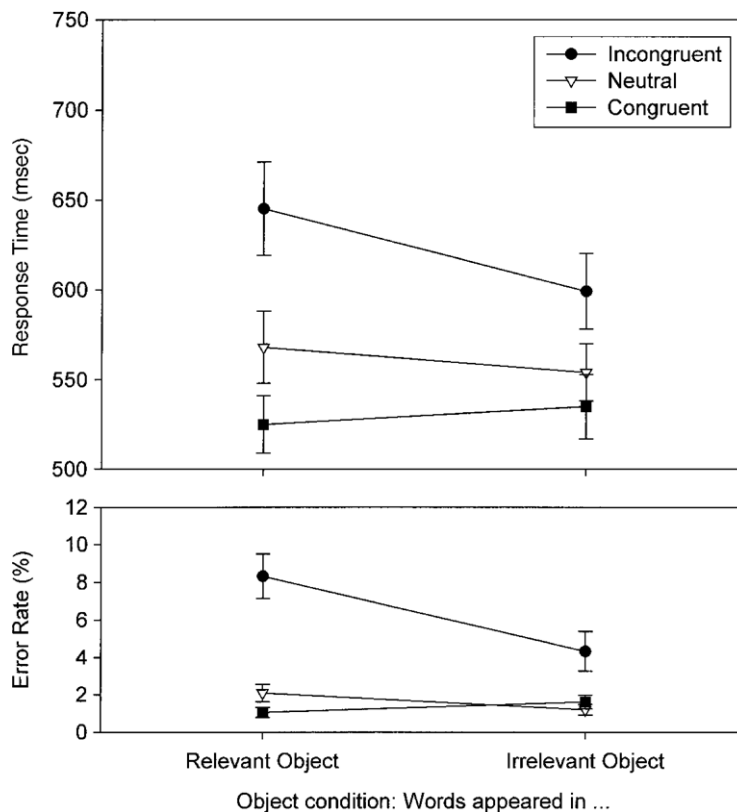 750
700
650
600
550
500
Response Time (msec)
Incongruent
Neutral
Congruent
12
10
8
6
4
2
0
Error Rate (%)
Relevant Object
Irrelevant Object
Object condition: Words appeared in ...